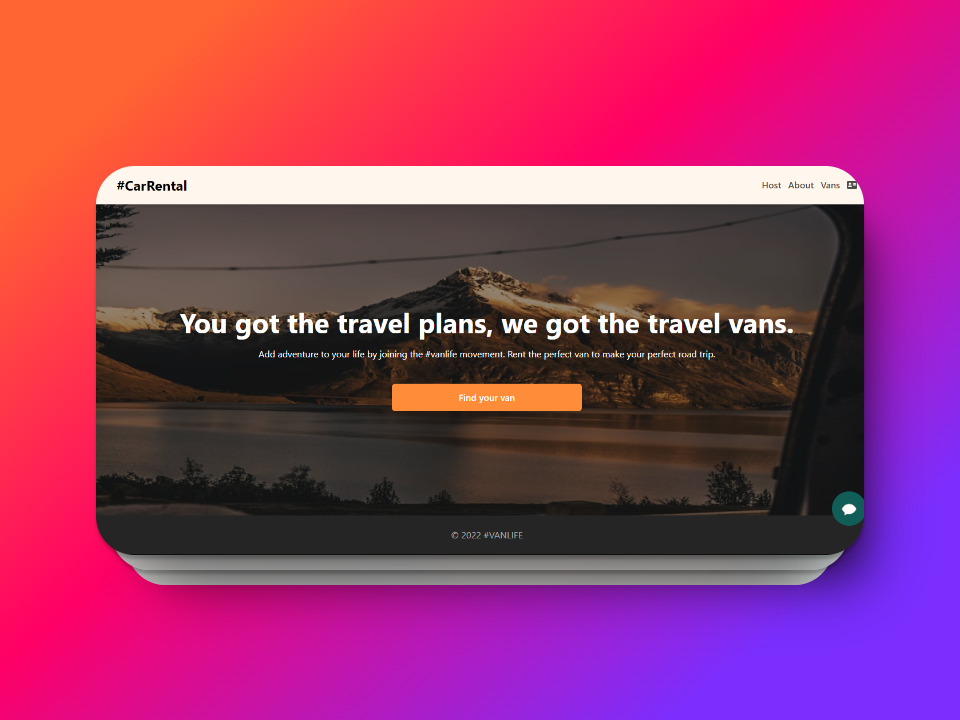 #CarRental
Host About Vans
You got the travel plans, we got the travel vans.
Add adventure to your life by joining the #vanlife movement. Rent the perfect van to make your perfect road trip.
Find your van
© 2022 #VANLIFE